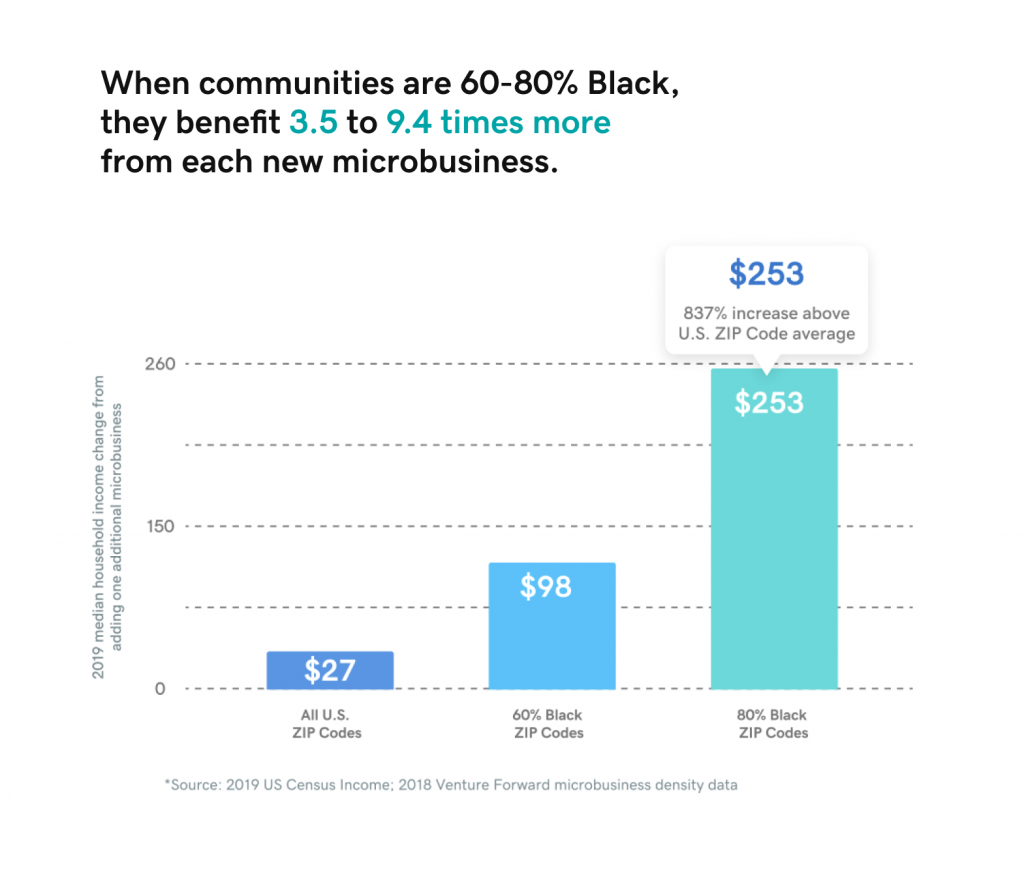 When communities are 60-80% Black,
they benefit 3.5 to 9.4 times more
from each new microbusiness.
$253
837% increase above
U.S. ZIP Code average
260
150
0
2019 median household income change from
adding one additional microbusiness
$27
$98
$253
All U.S.
ZIP Codes
60% Black
ZIP Codes
80% Black
ZIP Codes
*Source: 2019 US Census Income; 2018 Venture Forward microbusiness density data